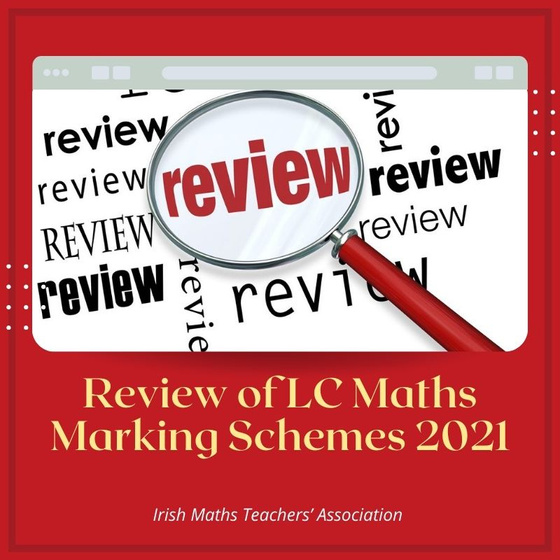 review
review
REVIEW
review
review
review
review
review
review
revi
revie
Review of LC Maths
Marking Schemes 2021
Irish Maths Teachers' Association